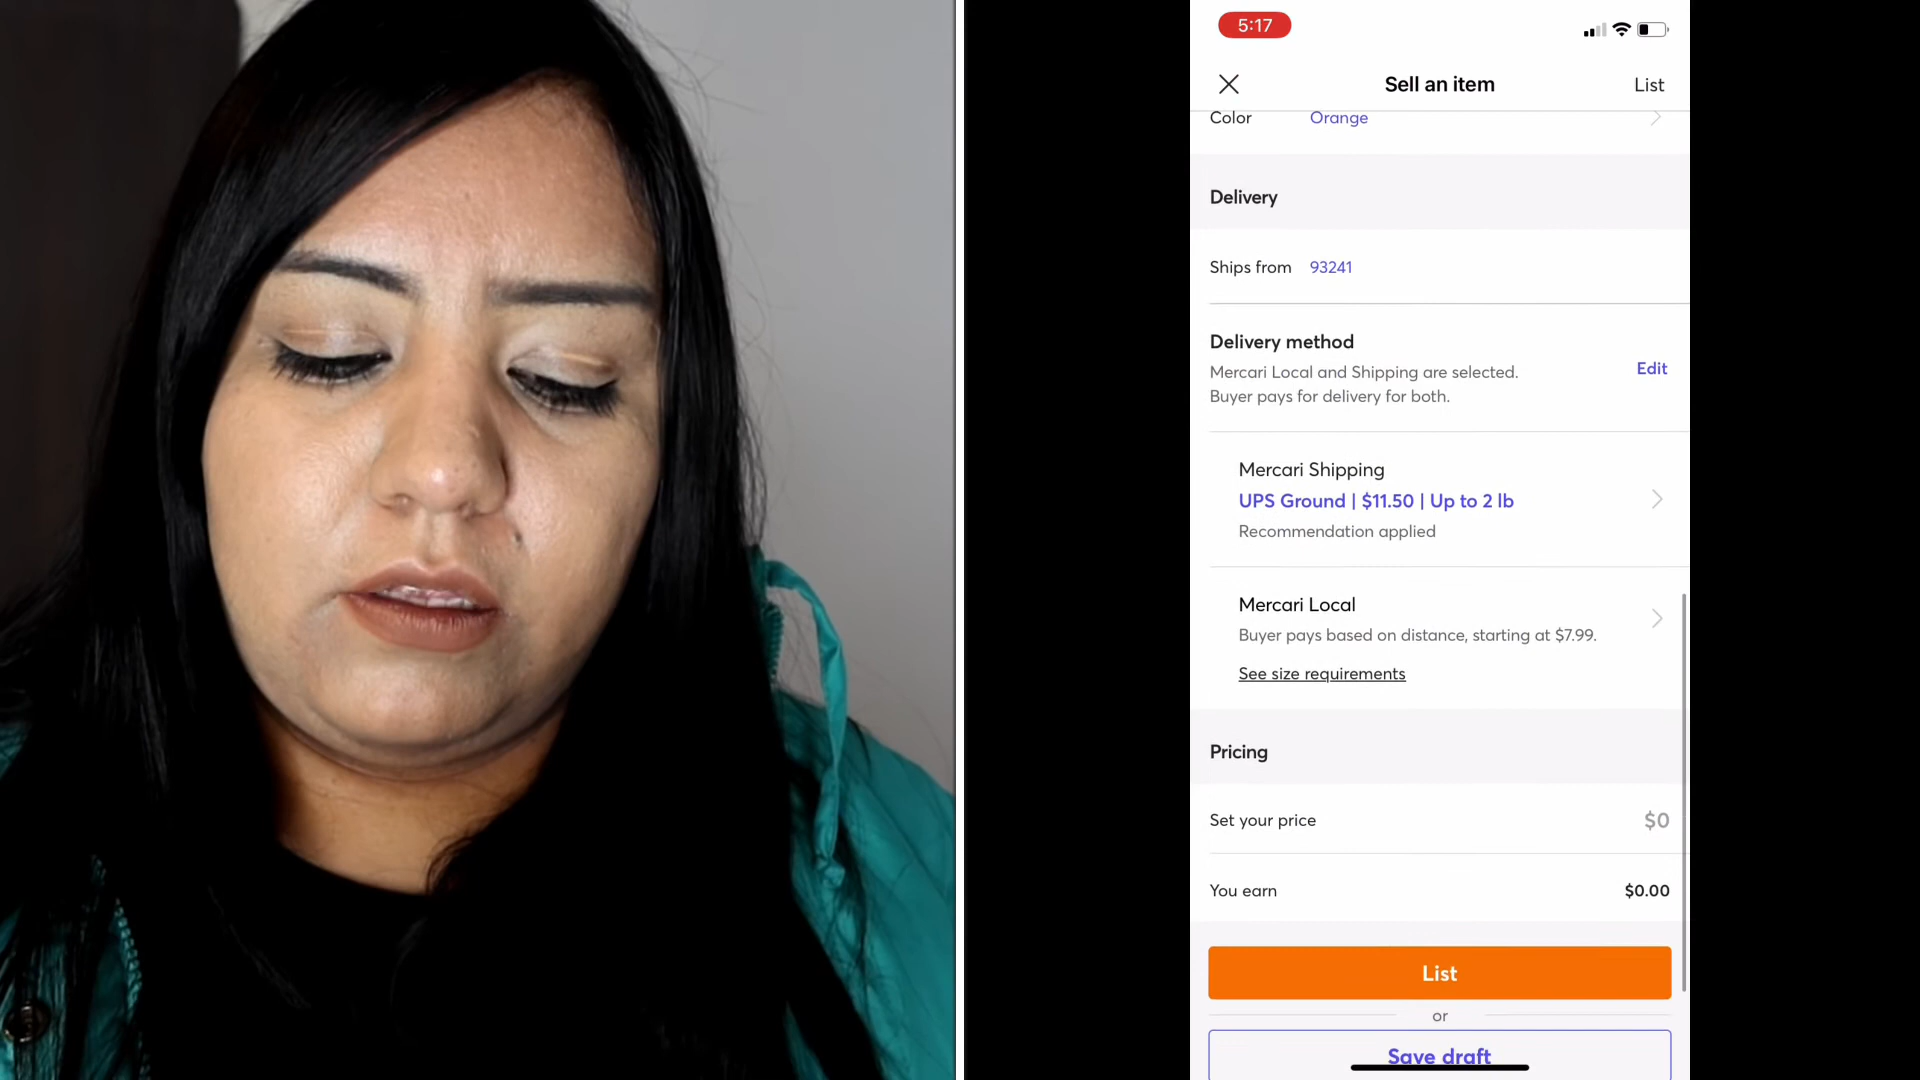 5:17
Sell an item
List
Color
Orange
Delivery
Ships from
93241
Delivery method
Mercari Local and Shipping are selected.
Buyer pays for delivery for both.
Edit
Mercari Shipping
UPS Ground | $11.50 | Up to 2 lb
Recommendation applied
Mercari Local
Buyer pays based on distance, starting at $7.99.
See size requirements
Pricing
Set your price
$0
You earn
$0.00
List
or
Save draft